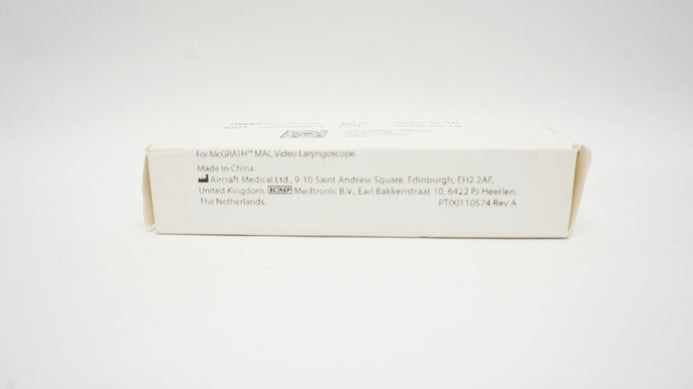 For McGRATH™ MAC Video Laryngoscope.
Made in China.
Aircraft Medical Ltd., 9-10 Saint Andrew Square, Edinburgh, EH2 2AF,
United Kingdom. EC REP Medtronic B.V., Earl Bakkenstraat 10, 6422 PJ Heerlen,
The Netherlands. PT00110574 Rev A